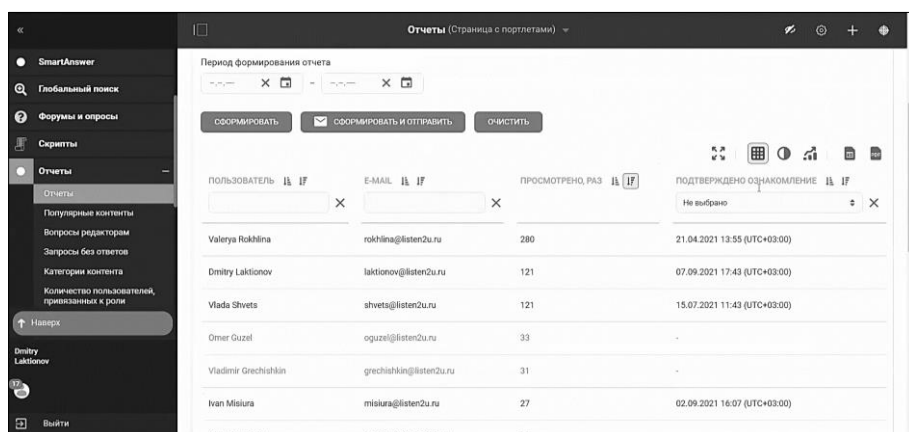 «
Отчеты (Страница с портлетами)
SmartAnswer
Глобальный поиск
Форумы и опросы
Скрипты
Отчеты
Отчеты
Популярные контенты
Вопросы редакторам
Запросы без ответов
Категории контента
Количество пользователей,
привязанных к роли
Наверх
Dmitry
Laktionov
17
Выйти
Период формирования отчета
--.--.---- – --.--.----
СФОРМИРОВАТЬ СФОРМИРОВАТЬ И ОТПРАВИТЬ ОЧИСТИТЬ
PDF
ПОЛЬЗОВАТЕЛЬ E-MAIL ПРОСМОТРЕНО, РАЗ ПОДТВЕРЖДЕНО ОЗНАКОМЛЕНИЕ
Не выбрано
Valerya Rokhlina rokhlina@listen2u.ru 280 21.04.2021 13:55 (UTC+03:00)
Dmitry Laktionov laktionov@listen2u.ru 121 07.09.2021 17:43 (UTC+03:00)
Vlada Shvets shvets@listen2u.ru 121 15.07.2021 11:43 (UTC+03:00)
Omer Guzel oguzel@listen2u.ru 33 -
Vladimir Grechishkin grechishkin@listen2u.ru 31 -
Ivan Misiura misiura@listen2u.ru 27 02.09.2021 16:07 (UTC+03:00)